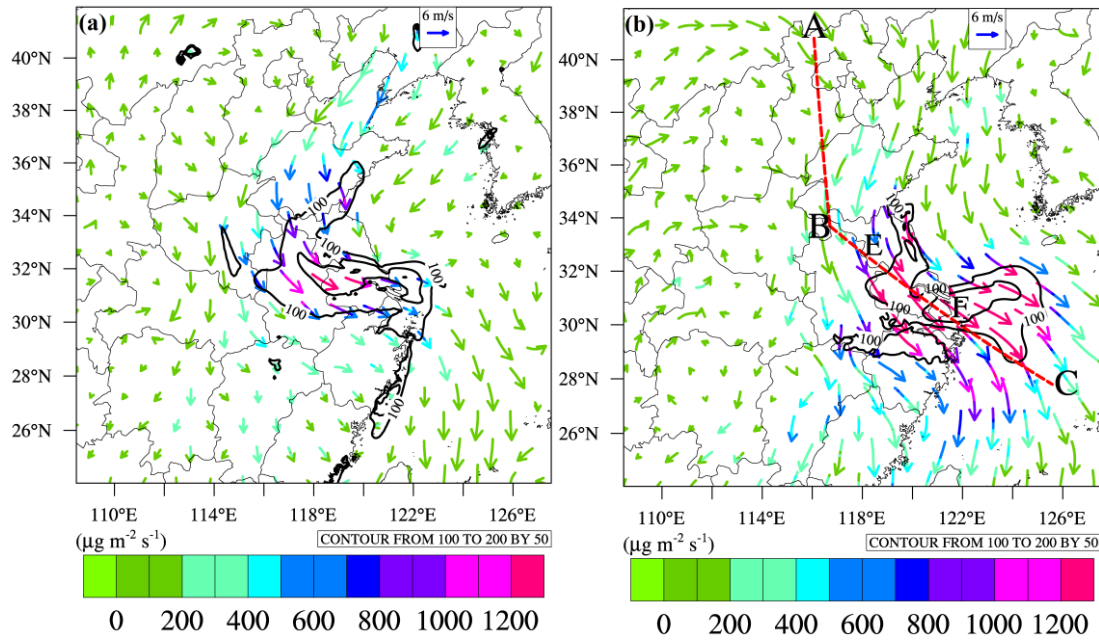 (a)
6 m/s
40°N
38°N
36°N
34°N
32°N
30°N
28°N
26°N
100
100
100
100
100
110°E 114°E 118°E 122°E 126°E
(μg m⁻² s⁻¹)
CONTOUR FROM 100 TO 200 BY 50
0 200 400 600 800 1000 1200
(b)
6 m/s
A
40°N
38°N
36°N
34°N
32°N
30°N
28°N
26°N
B
E
F
C
100
100
100
100
100
110°E 114°E 118°E 122°E 126°E
(μg m⁻² s⁻¹)
CONTOUR FROM 100 TO 200 BY 50
0 200 400 600 800 1000 1200